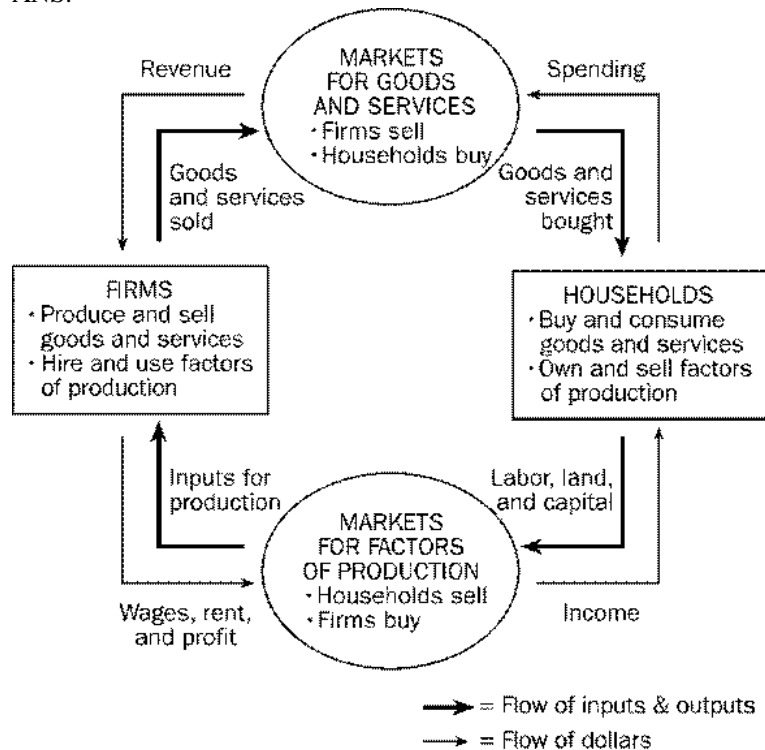 ANS:
MARKETS
FOR GOODS
AND SERVICES
• Firms sell
• Households buy
Revenue
Spending
Goods
and services
sold
Goods and
services
bought
FIRMS
• Produce and sell
goods and services
• Hire and use factors
of production
HOUSEHOLDS
• Buy and consume
goods and services
• Own and sell factors
of production
Inputs for
production
Labor, land,
and capital
MARKETS
FOR FACTORS
OF PRODUCTION
• Households sell
• Firms buy
Wages, rent,
and profit
Income
= Flow of inputs & outputs
= Flow of dollars